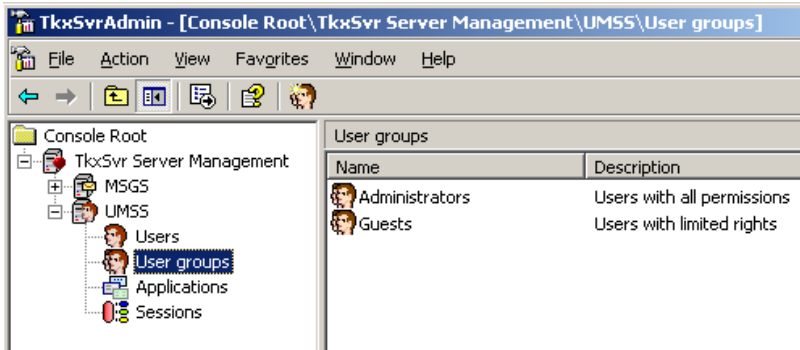 TkxSvrAdmin - [Console Root\TkxSvr Server Management\UMSS\User groups]
File Action View Favorites Window Help
Console Root
TkxSvr Server Management
MSGS
UMSS
Users
User groups
Applications
Sessions
User groups
Name Description
Administrators Users with all permissions
Guests Users with limited rights